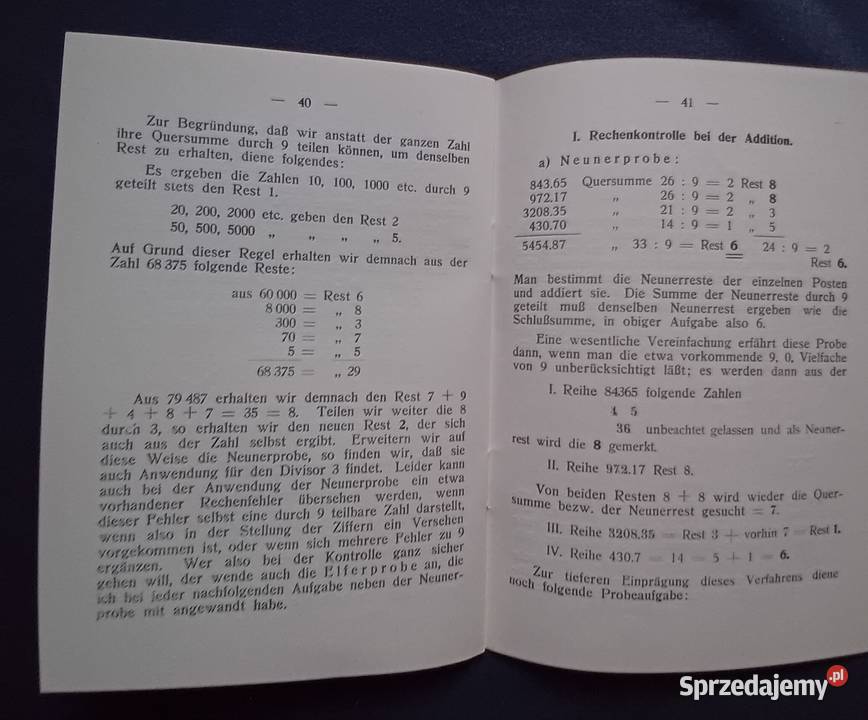 — 40 —
Zur Begründung, daß wir anstatt der ganzen Zahl
ihre Quersumme durch 9 teilen können, um denselben
Rest zu erhalten, diene folgendes:
Es ergeben die Zahlen 10, 100, 1000 etc. durch 9
geteilt stets den Rest 1.
20, 200, 2000 etc. geben den Rest 2
50, 500, 5000 „ „ „ „ 5.
Auf Grund dieser Regel erhalten wir demnach aus der
Zahl 68 375 folgende Reste:
aus 60 000 = Rest 6
8 000 = „ 8
300 = „ 3
70 = „ 7
5 = „ 5
68 375 = „ 29
Aus 79 487 erhalten wir demnach den Rest 7 + 9
+ 4 + 8 + 7 = 35 = 8. Teilen wir weiter die 8
durch 3, so erhalten wir den neuen Rest 2, der sich
auch aus der Zahl selbst ergibt. Erweitern wir auf
diese Weise die Neunerprobe, so finden wir, daß sie
auch Anwendung für den Divisor 3 findet. Leider kann
auch bei der Anwendung der Neunerprobe ein etwa
vorhandener Rechenfehler übersehen werden, wenn
dieser Fehler selbst eine durch 9 teilbare Zahl darstellt,
wenn also in der Stellung der Ziffern ein Versehen
vorgekommen ist, oder wenn sich mehrere Fehler zu 9
ergänzen. Wer also bei der Kontrolle ganz sicher
gehen will, der wende auch die Elferprobe an, die
ich bei jeder nachfolgenden Aufgabe neben der Neuner-
probe mit angewandt habe.
— 41 —
I. Rechenkontrolle bei der Addition.
a) Neunerprobe:
843.65 Quersumme 26 : 9 = 2 Rest 8
972.17 „ 26 : 9 = 2 „ 8
3208.35 „ 21 : 9 = 2 „ 3
430.70 „ 14 : 9 = 1 „ 5
5454.87 „ 33 : 9 = Rest 6 24 : 9 = 2
Rest 6.
Man bestimmt die Neunerreste der einzelnen Posten
und addiert sie. Die Summe der Neunerreste durch 9
geteilt muß denselben Neunerrest ergeben wie die
Schlußsumme, in obiger Aufgabe also 6.
Eine wesentliche Vereinfachung erfährt diese Probe
dann, wenn man die etwa vorkommende 9, 0, Vielfache
von 9 unberücksichtigt läßt; es werden dann aus der
I. Reihe 84365 folgende Zahlen
4 5
36 unbeachtet gelassen und als Neuner-
rest wird die 8 gemerkt.
II. Reihe 972.17 Rest 8.
Von beiden Resten 8 + 8 wird wieder die Quer-
summe bezw. der Neunerrest gesucht = 7.
III. Reihe 3208.35 = Rest 3 + vorhin 7 = Rest 1.
IV. Reihe 430.7 = 14 = 5 + 1 = 6.
Zur tieferen Einprägung dieses Verfahrens diene
noch folgende Probeaufgabe:
Sprzedajemy.pl